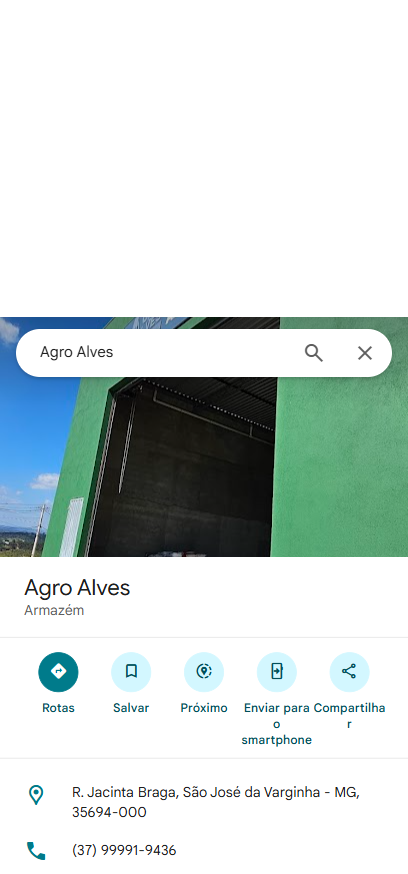 Agro Alves
Agro Alves
Armazém
Rotas
Salvar
Próximo
Enviar para
o
smartphone
Compartilha
r
R. Jacinta Braga, São José da Varginha - MG,
35694-000
(37) 99991-9436